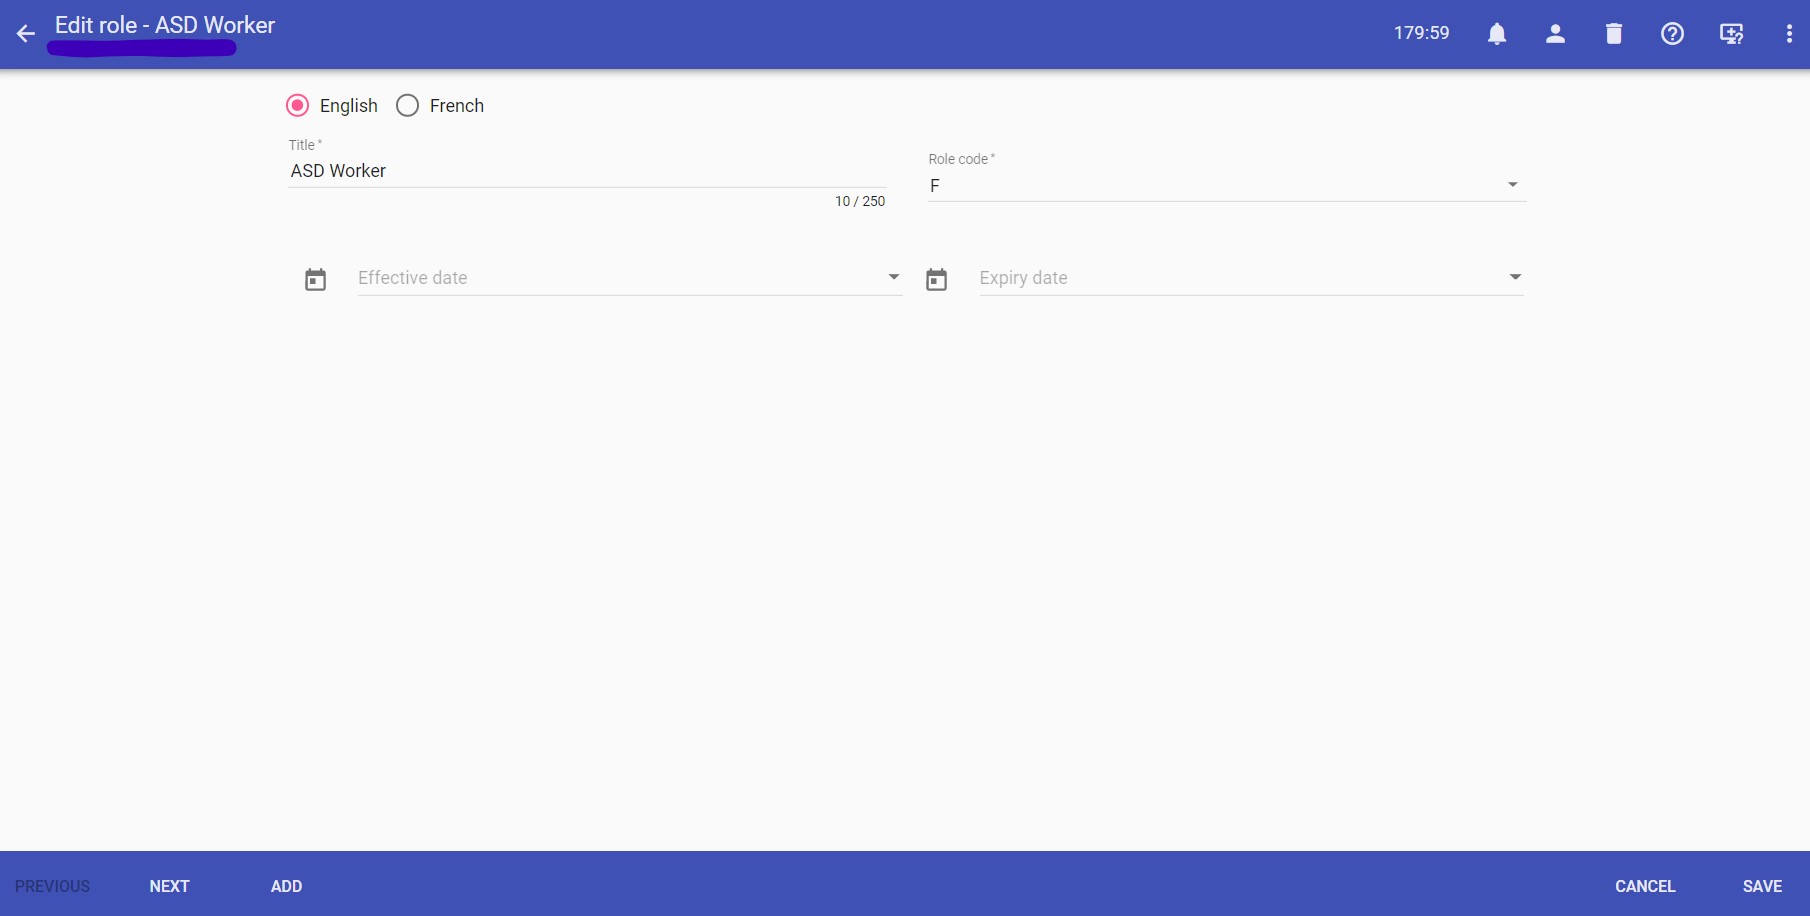 Edit role - ASD Worker
179:59
English French
Title *
ASD Worker
10 / 250
Role code *
F
Effective date
Expiry date
PREVIOUS NEXT ADD CANCEL SAVE